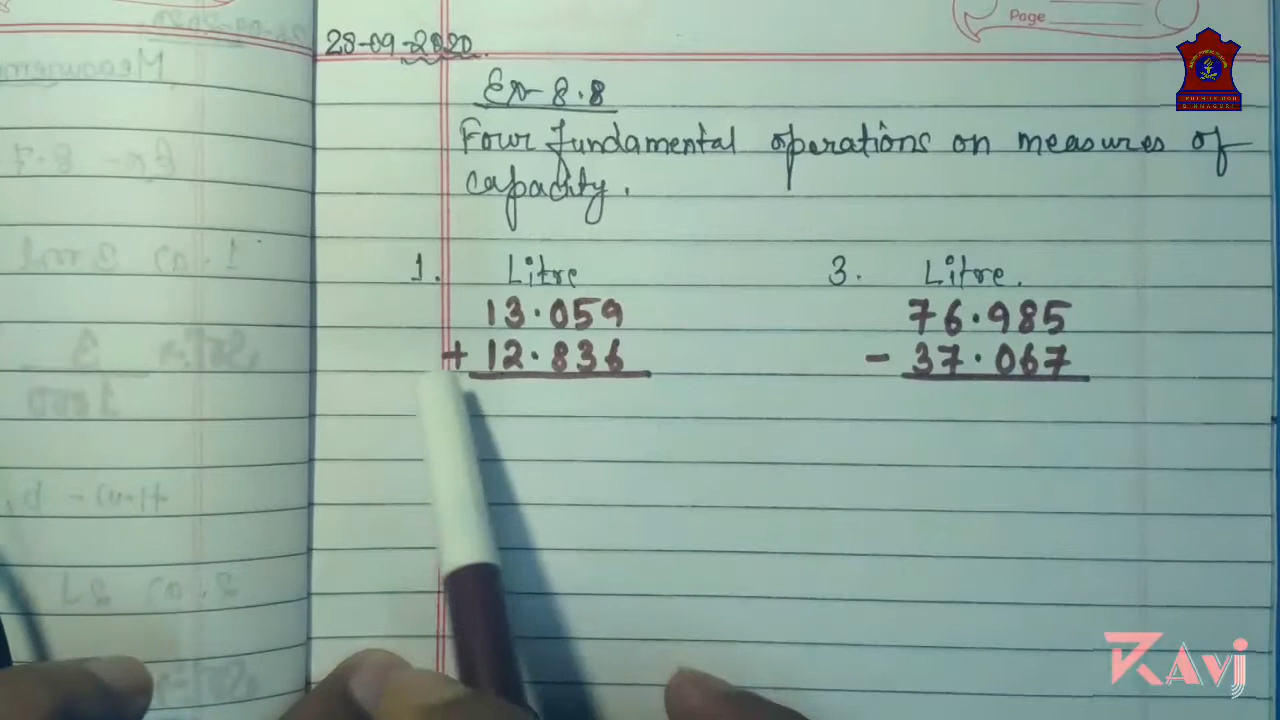 Page
28-09-2020.
Ex- 8.8
Four fundamental operations on measures of
capacity.
1. Litre
13.059
+ 12.836
3. Litre.
76.985
- 37.067
RAvj